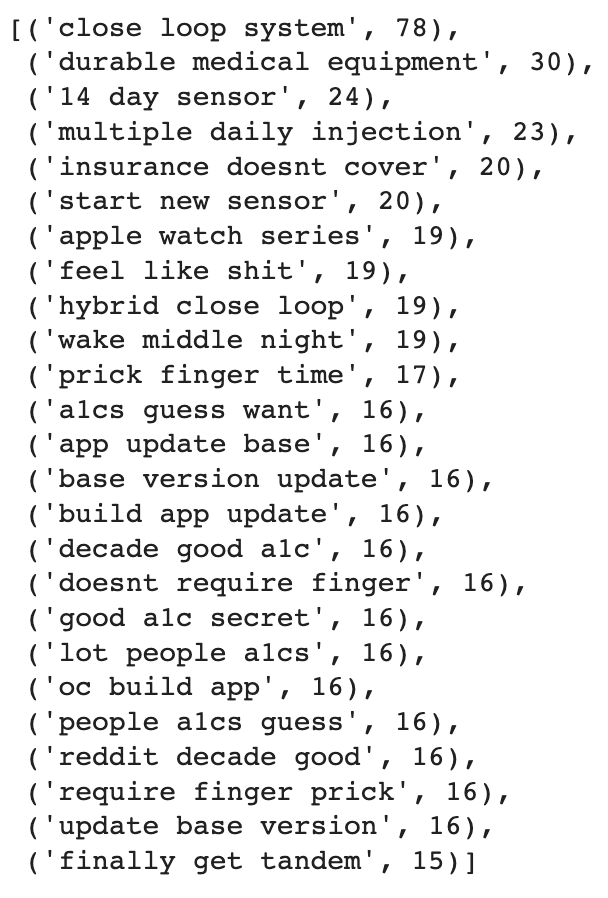 [('close loop system', 78),
('durable medical equipment', 30),
('14 day sensor', 24),
('multiple daily injection', 23),
('insurance doesnt cover', 20),
('start new sensor', 20),
('apple watch series', 19),
('feel like shit', 19),
('hybrid close loop', 19),
('wake middle night', 19),
('prick finger time', 17),
('a1cs guess want', 16),
('app update base', 16),
('base version update', 16),
('build app update', 16),
('decade good a1c', 16),
('doesnt require finger', 16),
('good a1c secret', 16),
('lot people a1cs', 16),
('oc build app', 16),
('people a1cs guess', 16),
('reddit decade good', 16),
('require finger prick', 16),
('update base version', 16),
('finally get tandem', 15)]